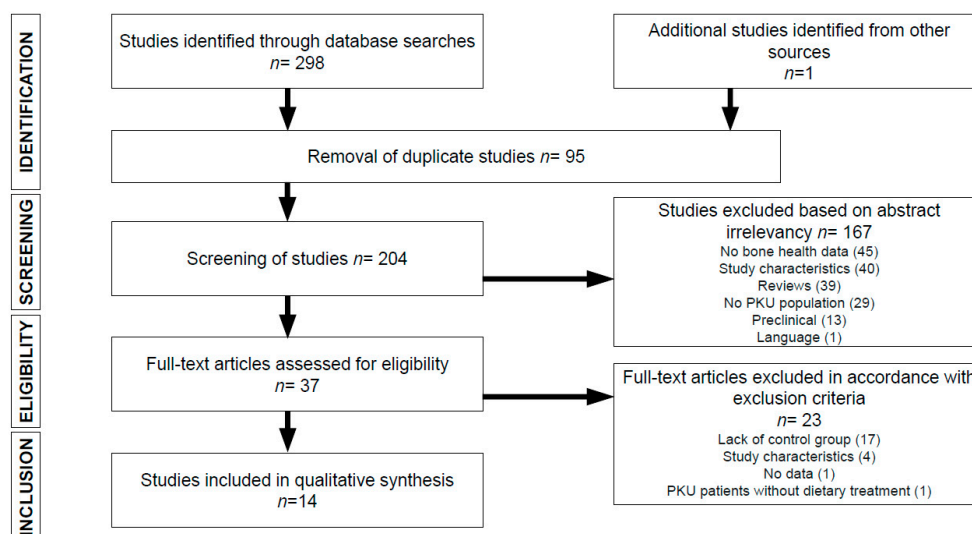 IDENTIFICATION
Studies identified through database searches
n= 298
Additional studies identified from other
sources
n=1
Removal of duplicate studies n= 95
SCREENING
Screening of studies n= 204
Studies excluded based on abstract
irrelevancy n= 167
No bone health data (45)
Study characteristics (40)
Reviews (39)
No PKU population (29)
Preclinical (13)
Language (1)
ELIGIBILITY
Full-text articles assessed for eligibility
n= 37
Full-text articles excluded in accordance with
exclusion criteria
n= 23
Lack of control group (17)
Study characteristics (4)
No data (1)
PKU patients without dietary treatment (1)
INCLUSION
Studies included in qualitative synthesis
n=14